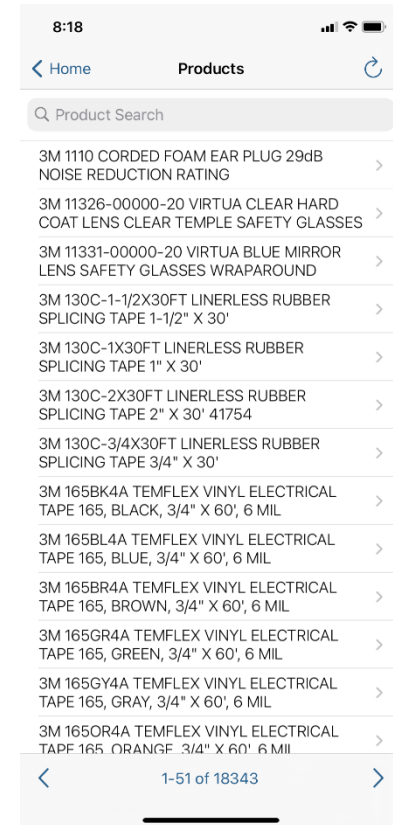 8:18
Home
Products
Product Search
3M 1110 CORDED FOAM EAR PLUG 29dB
NOISE REDUCTION RATING
3M 11326-00000-20 VIRTUA CLEAR HARD
COAT LENS CLEAR TEMPLE SAFETY GLASSES
3M 11331-00000-20 VIRTUA BLUE MIRROR
LENS SAFETY GLASSES WRAPAROUND
3M 130C-1-1/2X30FT LINERLESS RUBBER
SPLICING TAPE 1-1/2" X 30'
3M 130C-1X30FT LINERLESS RUBBER
SPLICING TAPE 1" X 30'
3M 130C-2X30FT LINERLESS RUBBER
SPLICING TAPE 2" X 30' 41754
3M 130C-3/4X30FT LINERLESS RUBBER
SPLICING TAPE 3/4" X 30'
3M 165BK4A TEMFLEX VINYL ELECTRICAL
TAPE 165, BLACK, 3/4" X 60', 6 MIL
3M 165BL4A TEMFLEX VINYL ELECTRICAL
TAPE 165, BLUE, 3/4" X 60', 6 MIL
3M 165BR4A TEMFLEX VINYL ELECTRICAL
TAPE 165, BROWN, 3/4" X 60', 6 MIL
3M 165GR4A TEMFLEX VINYL ELECTRICAL
TAPE 165, GREEN, 3/4" X 60', 6 MIL
3M 165GY4A TEMFLEX VINYL ELECTRICAL
TAPE 165, GRAY, 3/4" X 60', 6 MIL
3M 165OR4A TEMFLEX VINYL ELECTRICAL
TAPE 165, ORANGE, 3/4" X 60', 6 MIL
1-51 of 18343